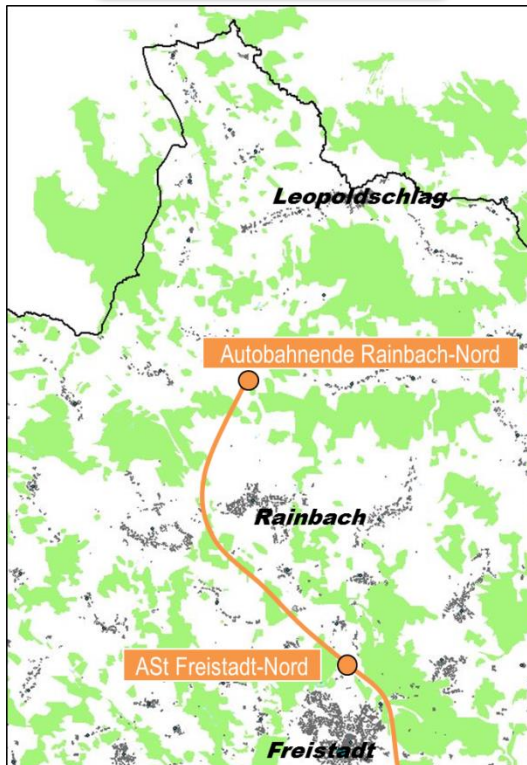 Leopoldschlag
Autobahnende Rainbach-Nord
Rainbach
ASt Freistadt-Nord
Freistadt